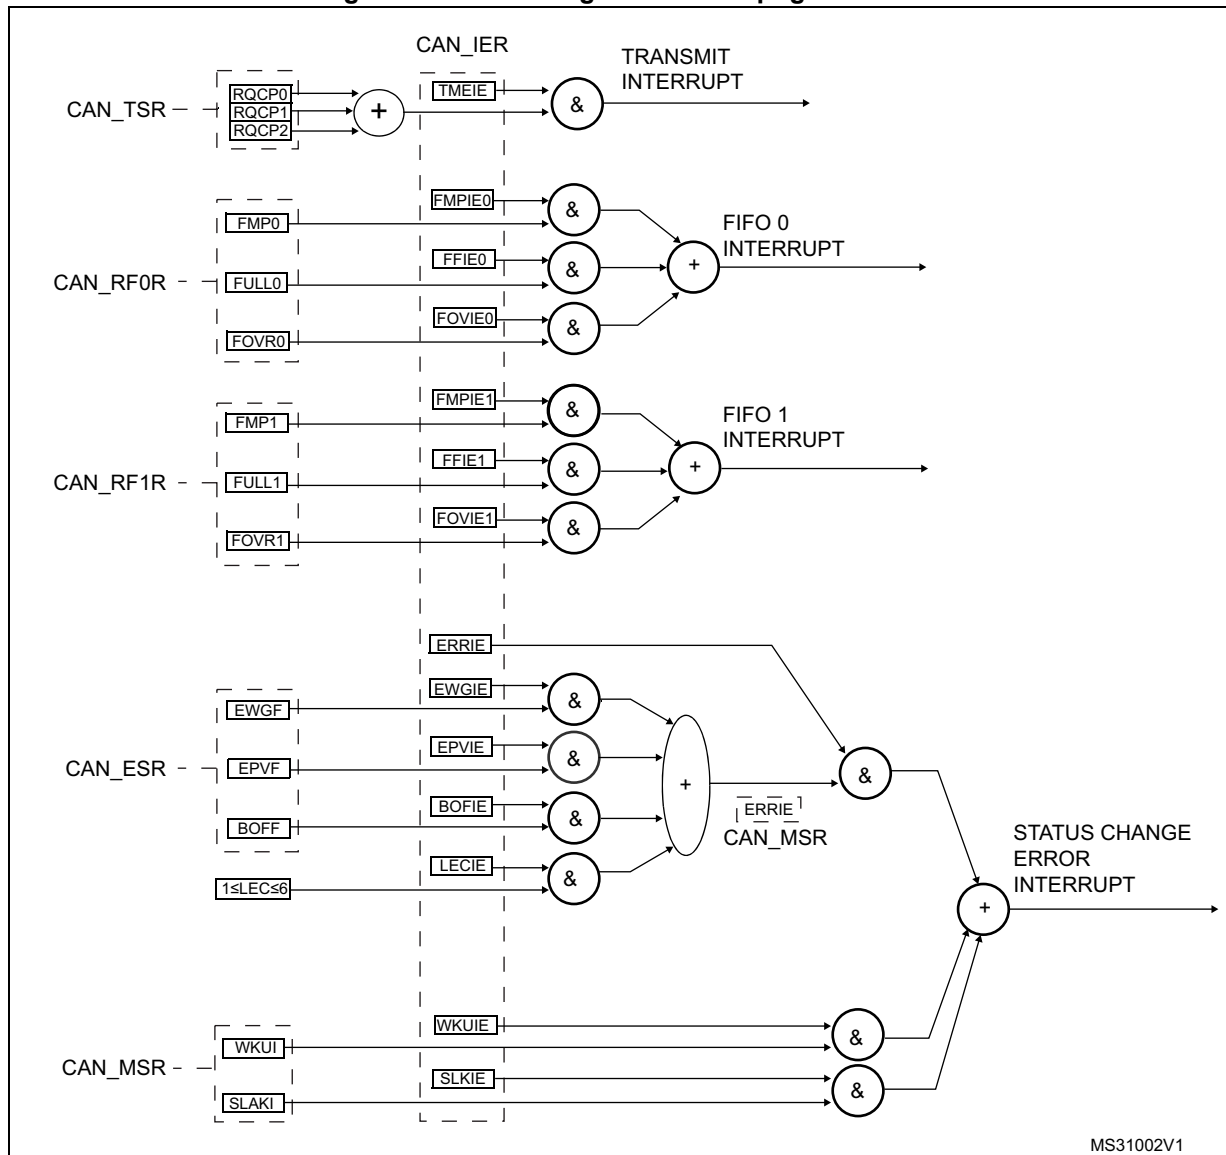 CAN_IER
TRANSMIT
INTERRUPT
CAN_TSR
RQCP0
RQCP1
RQCP2
+
TMEIE
&
FMPIE0
&
FMP0
FIFO 0
INTERRUPT
CAN_RF0R
FULL0
FFIE0
&
+
FOVR0
FOVIE0
&
FMPIE1
&
FMP1
FIFO 1
INTERRUPT
CAN_RF1R
FULL1
FFIE1
&
+
FOVR1
FOVIE1
&
ERRIE
EWGF
EWGIE
&
CAN_ESR
EPVF
EPVIE
&
+
&
BOFF
BOFIE
&
ERRIE
CAN_MSR
1≤LEC≤6
LECIE
&
STATUS CHANGE
ERROR
INTERRUPT
+
CAN_MSR
WKUI
WKUIE
&
SLAKI
SLKIE
&
MS31002V1